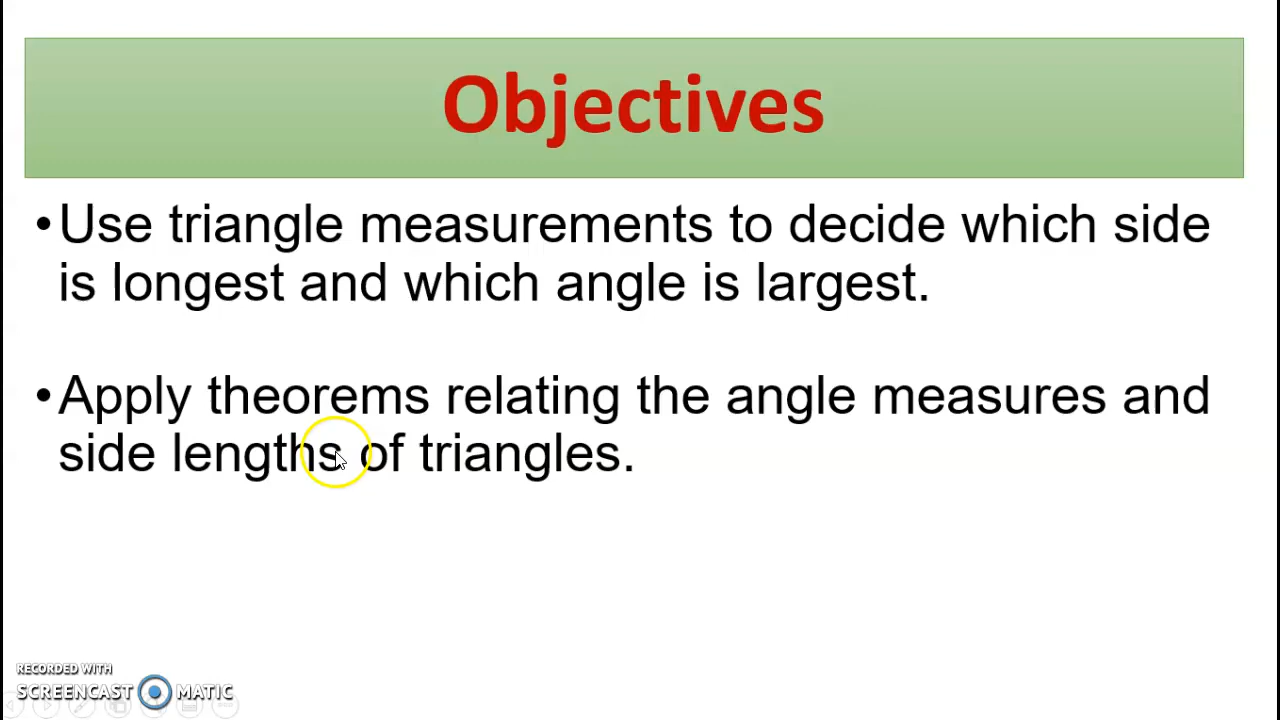 Objectives
•Use triangle measurements to decide which side
is longest and which angle is largest.
•Apply theorems relating the angle measures and
side lengths of triangles.
RECORDED WITH
SCREENCAST MATIC